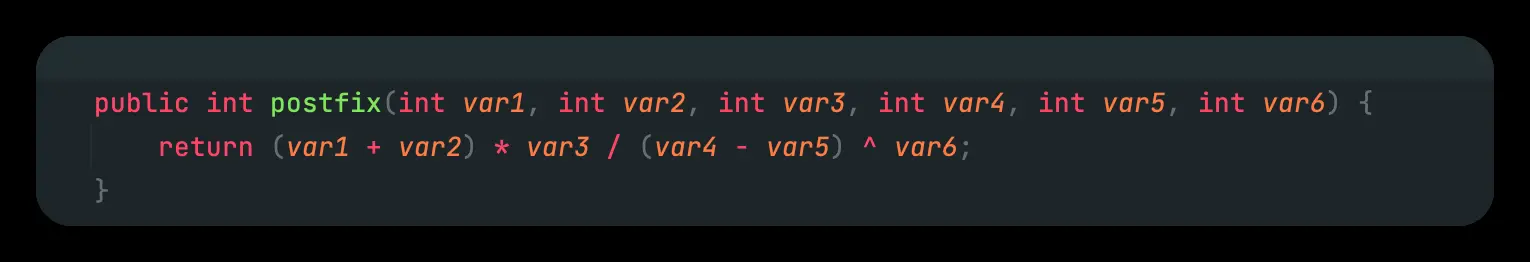 public int postfix(int var1, int var2, int var3, int var4, int var5, int var6) {
    return (var1 + var2) * var3 / (var4 - var5) ^ var6;
}